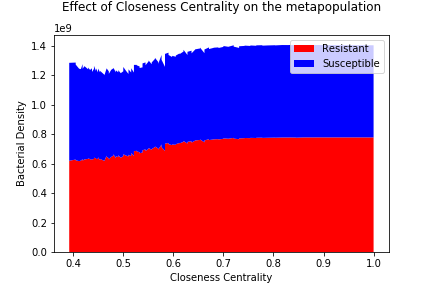 Effect of Closeness Centrality on the metapopulation
1e9
Resistant
Susceptible
1.4
1.2
1.0
0.8
0.6
0.4
0.2
0.0
Bacterial Density
0.4 0.5 0.6 0.7 0.8 0.9 1.0
Closeness Centrality